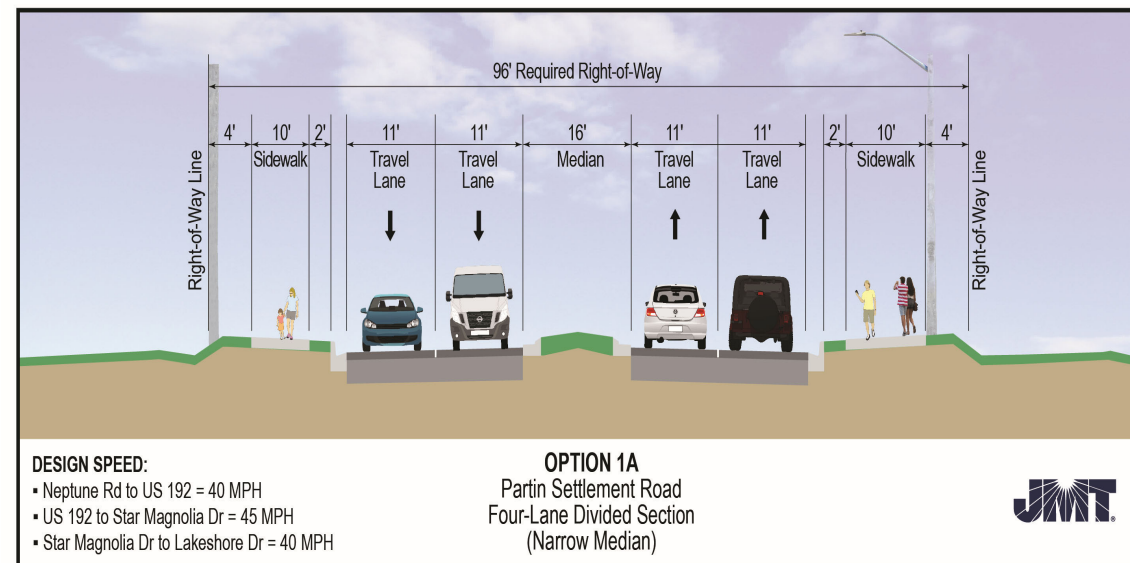 96' Required Right-of-Way
4' 10' 2' 11' 11' 16' 11' 11' 2' 10' 4'
Sidewalk Travel Travel Median Travel Travel Sidewalk
Lane Lane Lane Lane
Right-of-Way Line
Right-of-Way Line
DESIGN SPEED:
▪ Neptune Rd to US 192 = 40 MPH
▪ US 192 to Star Magnolia Dr = 45 MPH
▪ Star Magnolia Dr to Lakeshore Dr = 40 MPH
OPTION 1A
Partin Settlement Road
Four-Lane Divided Section
(Narrow Median)
JMT®